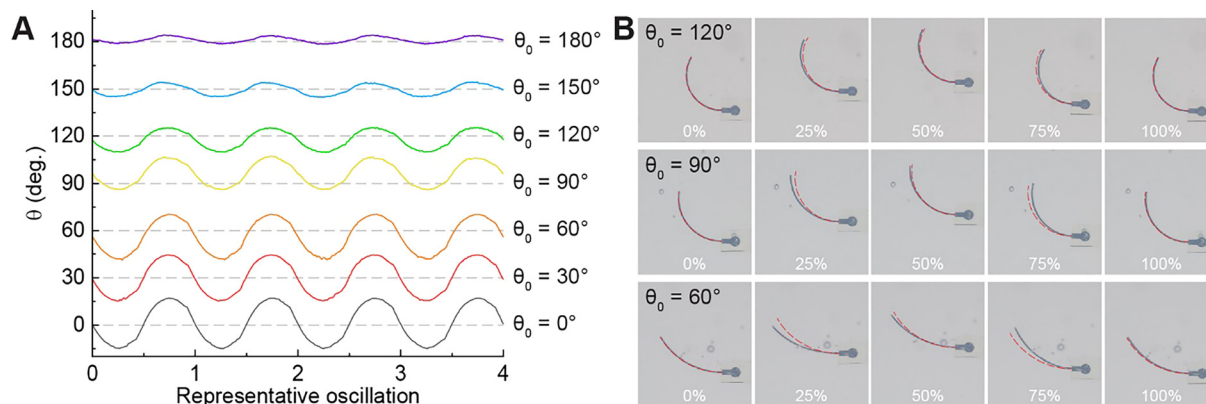 A
180
150
120
90
60
30
0
θ (deg.)
0
1
2
3
4
Representative oscillation
θ₀ = 180°
θ₀ = 150°
θ₀ = 120°
θ₀ = 90°
θ₀ = 60°
θ₀ = 30°
θ₀ = 0°
B
θ₀ = 120°
0%
25%
50%
75%
100%
θ₀ = 90°
0%
25%
50%
75%
100%
θ₀ = 60°
0%
25%
50%
75%
100%